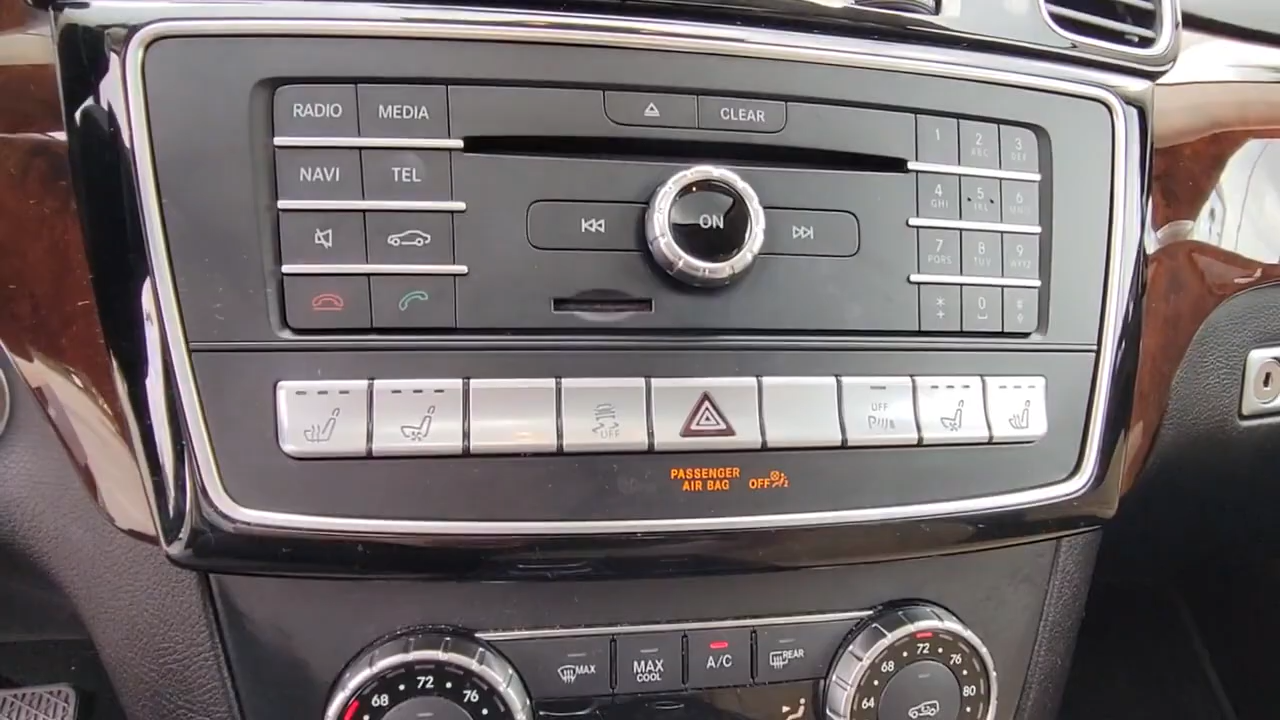 RADIO MEDIA CLEAR
1 2 ABC 3 DEF
NAVI TEL
4 GHI 5 JKL 6 MNO
ON
7 PQRS 8 TUV 9 WXYZ
* + 0 #
OFF OFF
PASSENGER
AIR BAG OFF
MAX MAX
COOL A/C REAR
68 72 76
64 68 72 76 80